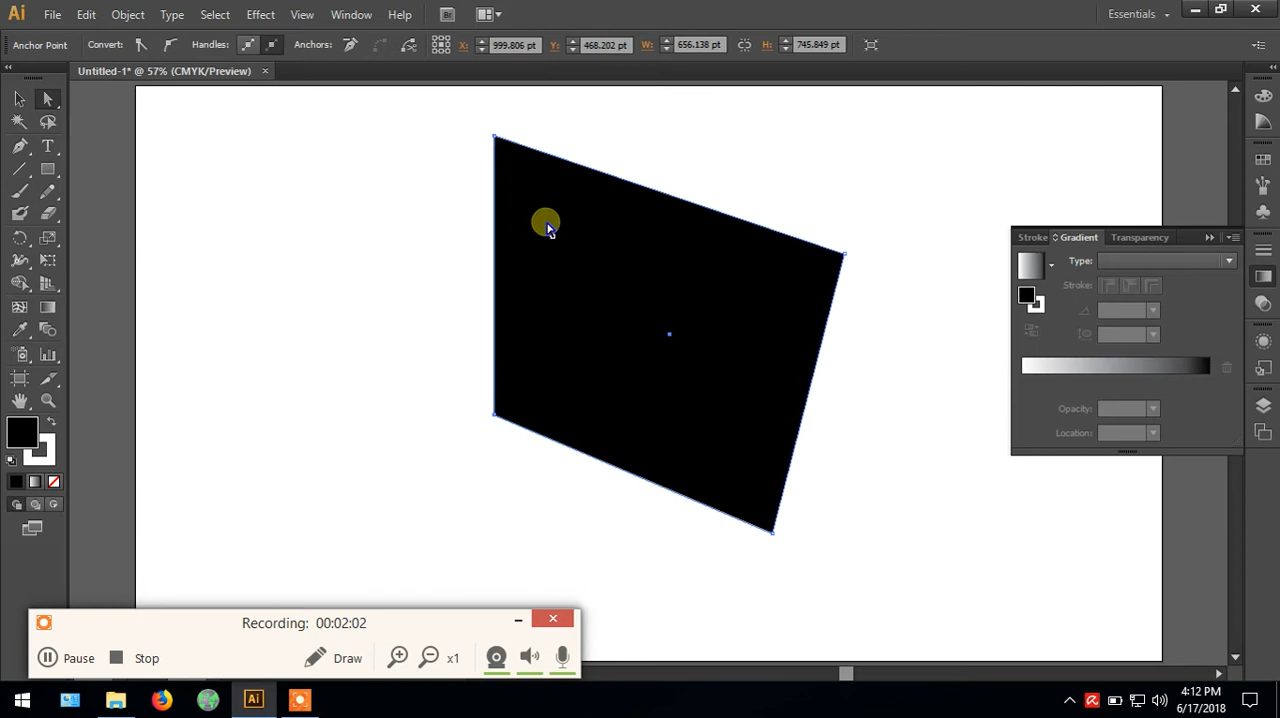 Ai File Edit Object Type Select Effect View Window Help Br Essentials
Anchor Point Convert: Handles: Anchors: X: 999.806 pt Y: 468.202 pt W: 656.138 pt H: 745.849 pt
Untitled-1* @ 57% (CMYK/Preview)
Stroke Gradient Transparency
Type:
Stroke:
Opacity:
Location:
Recording: 00:02:02
Pause Stop Draw x1
Ai 4:12 PM
6/17/2018